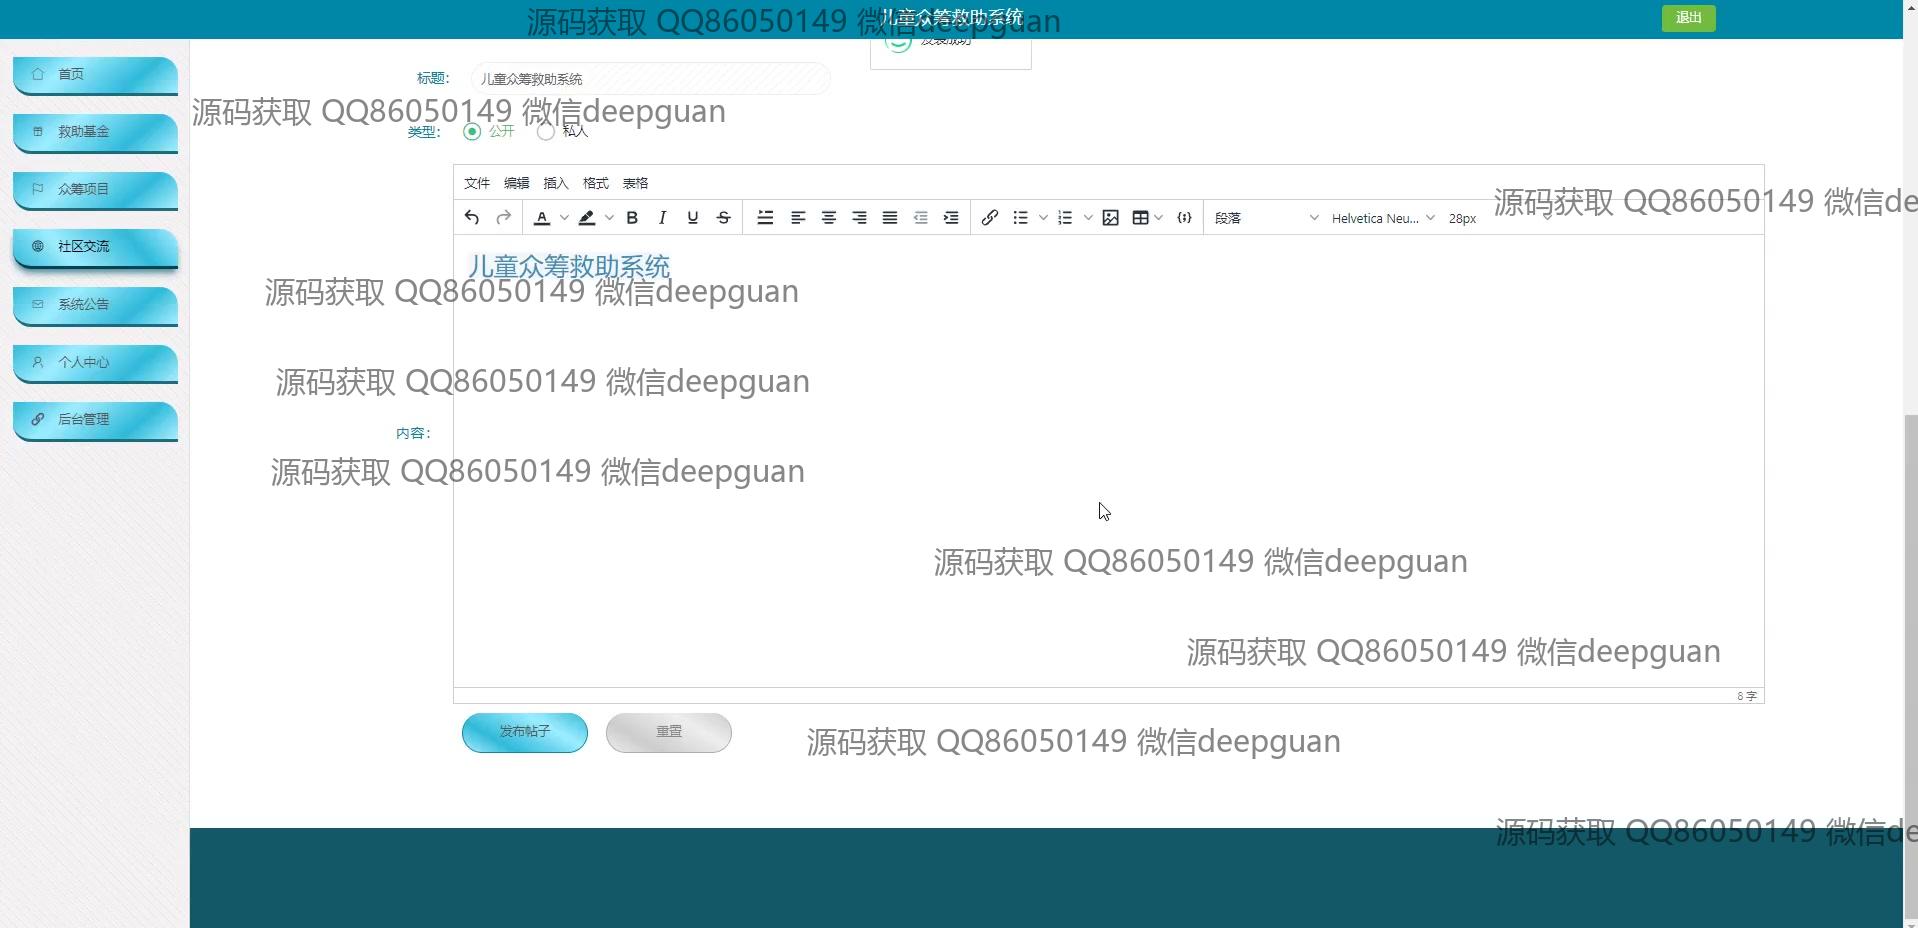 儿童众筹救助系统
退出
源码获取 QQ86050149 微信deepguan
发表成功
首页
救助基金
众筹项目
社区交流
系统公告
个人中心
后台管理
标题:
儿童众筹救助系统
源码获取 QQ86050149 微信deepguan
类型:
公开
私人
文件 编辑 插入 格式 表格
段落 Helvetica Neu... 28px
源码获取 QQ86050149 微信de
儿童众筹救助系统
源码获取 QQ86050149 微信deepguan
源码获取 QQ86050149 微信deepguan
内容:
源码获取 QQ86050149 微信deepguan
源码获取 QQ86050149 微信deepguan
源码获取 QQ86050149 微信deepguan
8 字
发布帖子
重置
源码获取 QQ86050149 微信deepguan
源码获取 QQ86050149 微信de